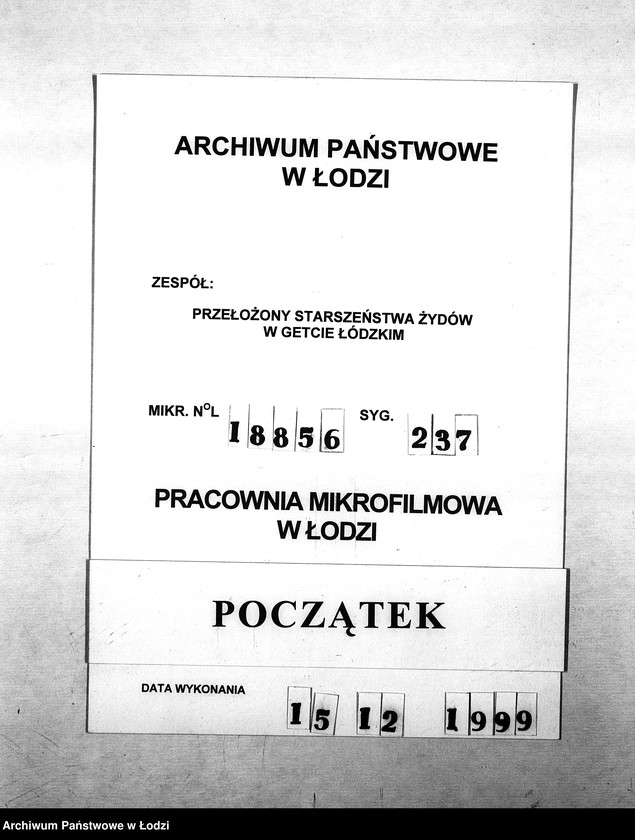 ARCHIWUM PAŃSTWOWE
W ŁODZI
ZESPÓŁ:
PRZEŁOŻONY STARSZEŃSTWA ŻYDÓW
W GETCIE ŁÓDZKIM
MIKR. NOL 18856 SYG. 237
PRACOWNIA MIKROFILMOWA
W ŁODZI
POCZĄTEK
DATA WYKONANIA 15 12 1999
Archiwum Państwowe w Łodzi